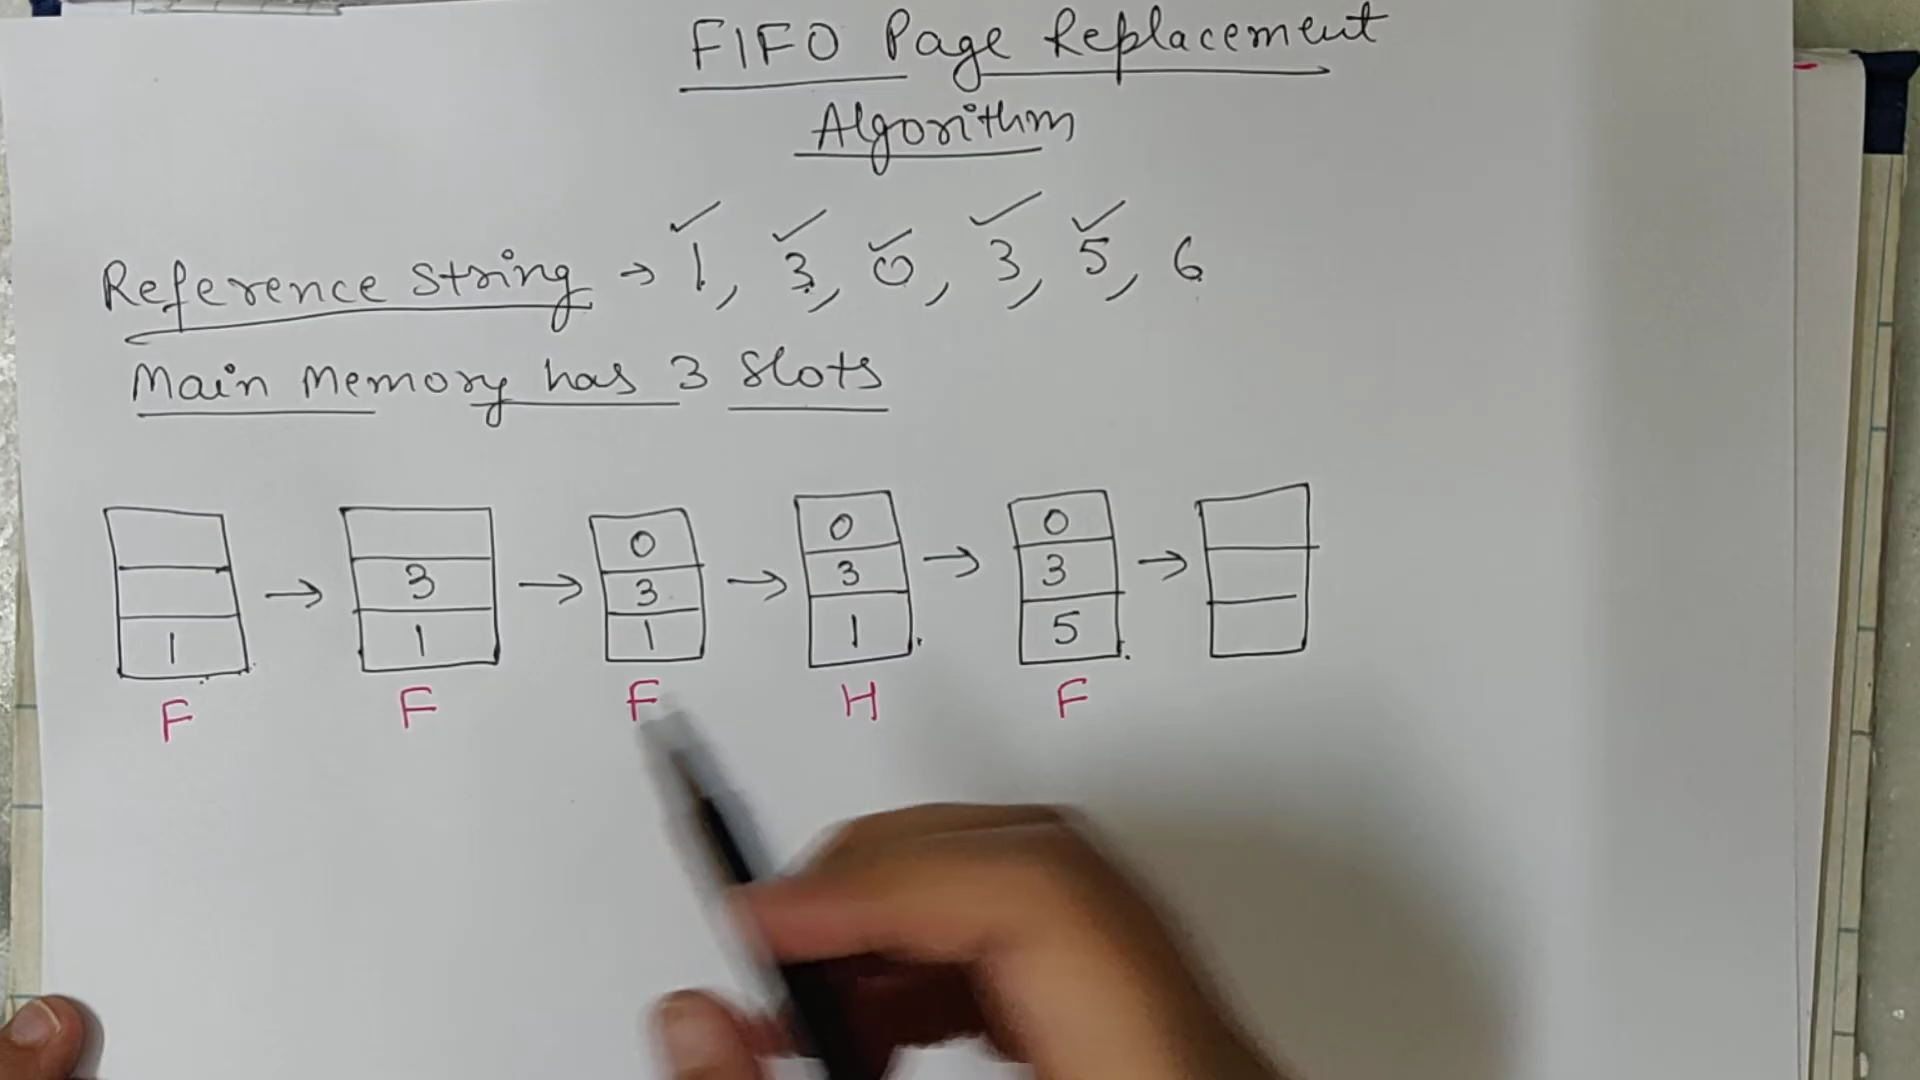 FIFO Page Replacement
Algorithm
Reference string → 1, 3, 0, 3, 5, 6
Main Memory has 3 slots
0 0 0
3 3 3 3
1 1 1 1 5
F F F H F